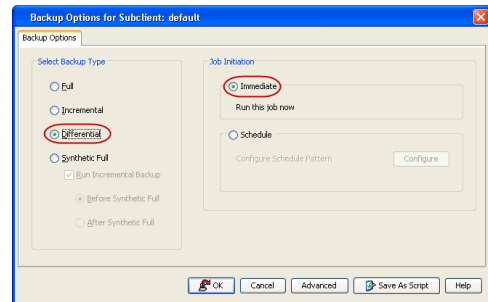 Backup Options for Subclient: default
Backup Options
Select Backup Type
Full
Incremental
Differential
Synthetic Full
Run Incremental Backup
Before Synthetic Full
After Synthetic Full
Job Initiation
Immediate
Run this job now
Schedule
Configure Schedule Pattern
Configure
OK
Cancel
Advanced
Save As Script
Help